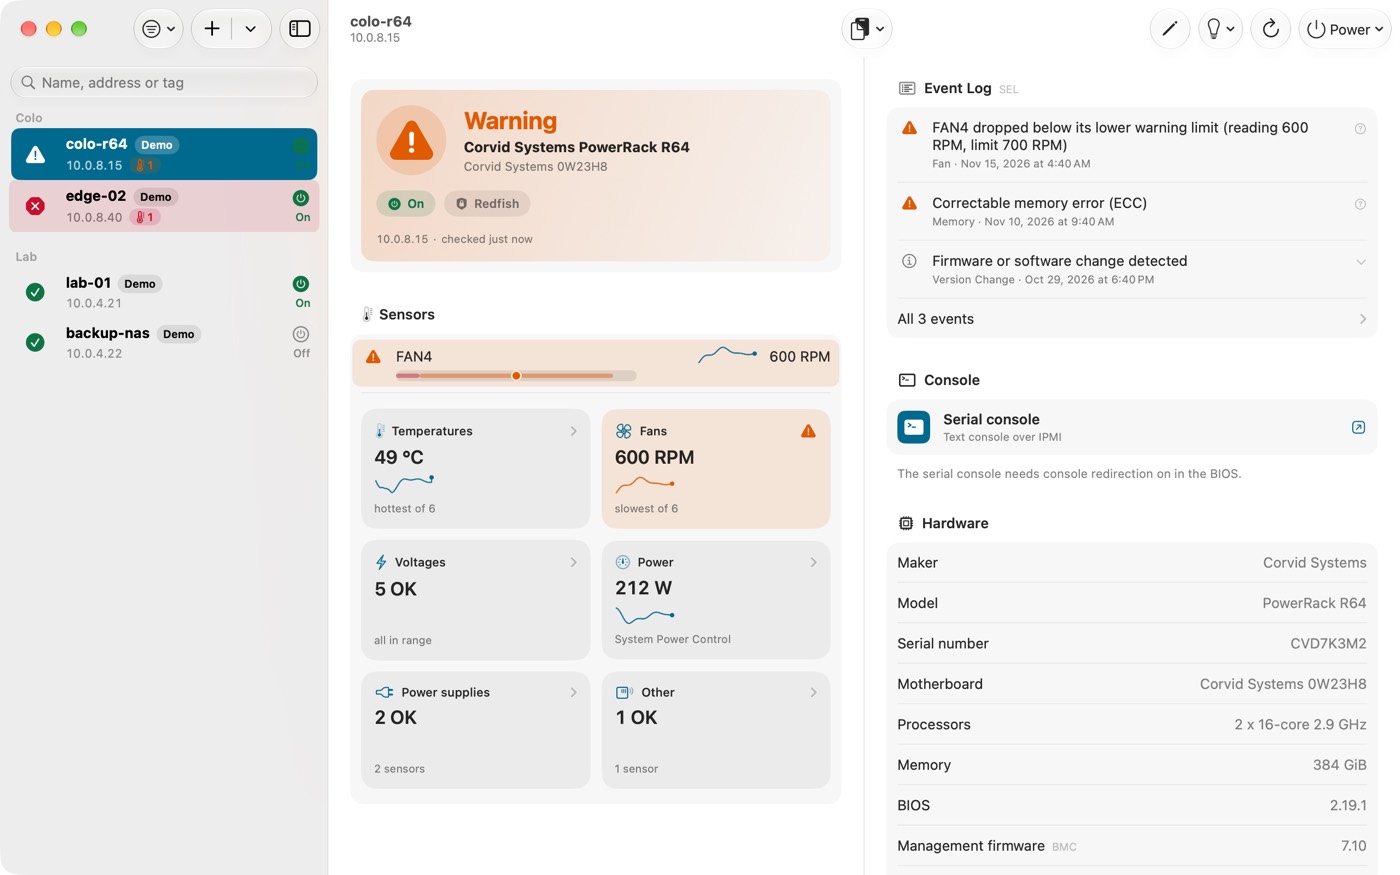 colo-r64
10.0.8.15
Power
Name, address or tag
Colo
colo-r64 Demo
10.0.8.15 1
edge-02 Demo
10.0.8.40 1
On
Lab
lab-01 Demo
10.0.4.21
On
backup-nas Demo
10.0.4.22
Off
Warning
Corvid Systems PowerRack R64
Corvid Systems 0W23H8
On
Redfish
10.0.8.15 · checked just now
Sensors
FAN4
600 RPM
Temperatures
49 °C
hottest of 6
Fans
600 RPM
slowest of 6
Voltages
5 OK
all in range
Power
212 W
System Power Control
Power supplies
2 OK
2 sensors
Other
1 OK
1 sensor
Event Log SEL
FAN4 dropped below its lower warning limit (reading 600
RPM, limit 700 RPM)
Fan · Nov 15, 2026 at 4:40 AM
Correctable memory error (ECC)
Memory · Nov 10, 2026 at 9:40 AM
Firmware or software change detected
Version Change · Oct 29, 2026 at 6:40 PM
All 3 events
Console
Serial console
Text console over IPMI
The serial console needs console redirection on in the BIOS.
Hardware
Maker Corvid Systems
Model PowerRack R64
Serial number CVD7K3M2
Motherboard Corvid Systems 0W23H8
Processors 2 x 16-core 2.9 GHz
Memory 384 GiB
BIOS 2.19.1
Management firmware BMC 7.10